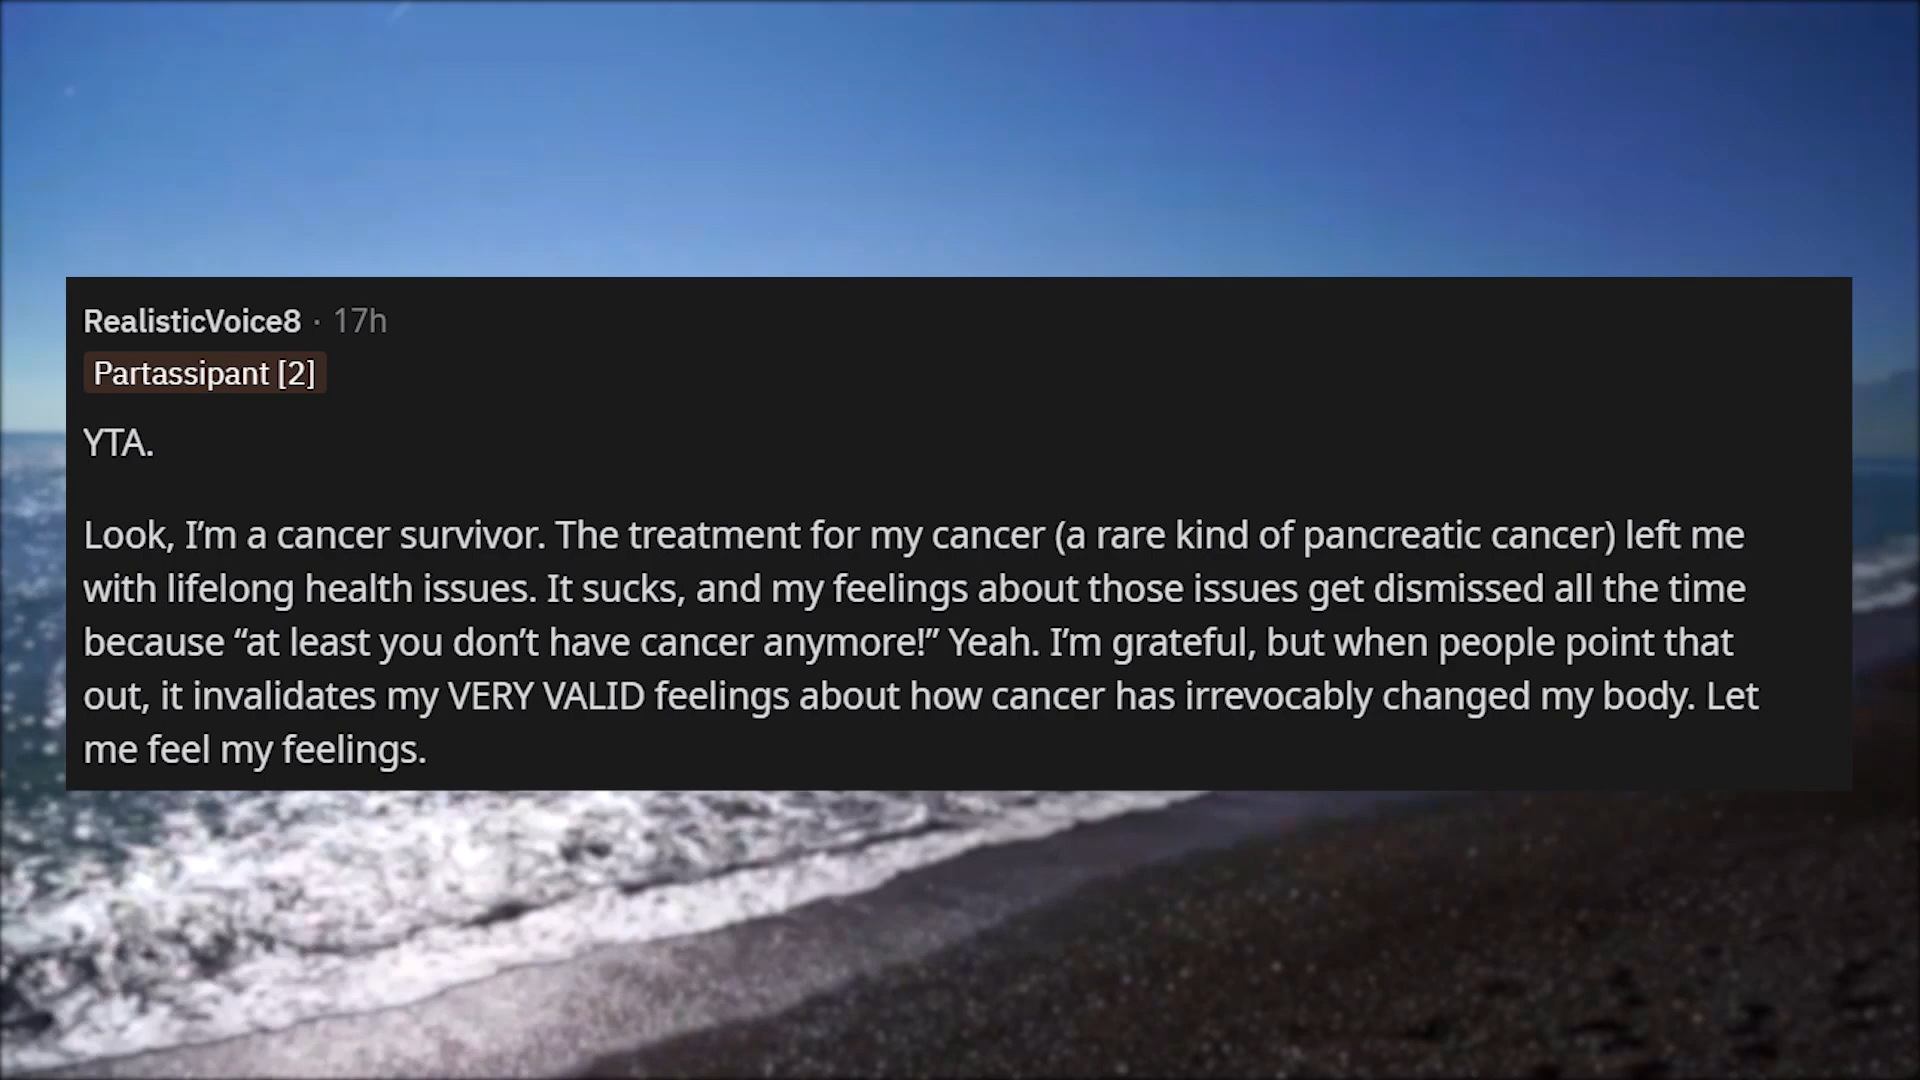 RealisticVoice8 · 17h
Partassipant [2]
YTA.
Look, I’m a cancer survivor. The treatment for my cancer (a rare kind of pancreatic cancer) left me
with lifelong health issues. It sucks, and my feelings about those issues get dismissed all the time
because “at least you don’t have cancer anymore!” Yeah. I’m grateful, but when people point that
out, it invalidates my VERY VALID feelings about how cancer has irrevocably changed my body. Let
me feel my feelings.